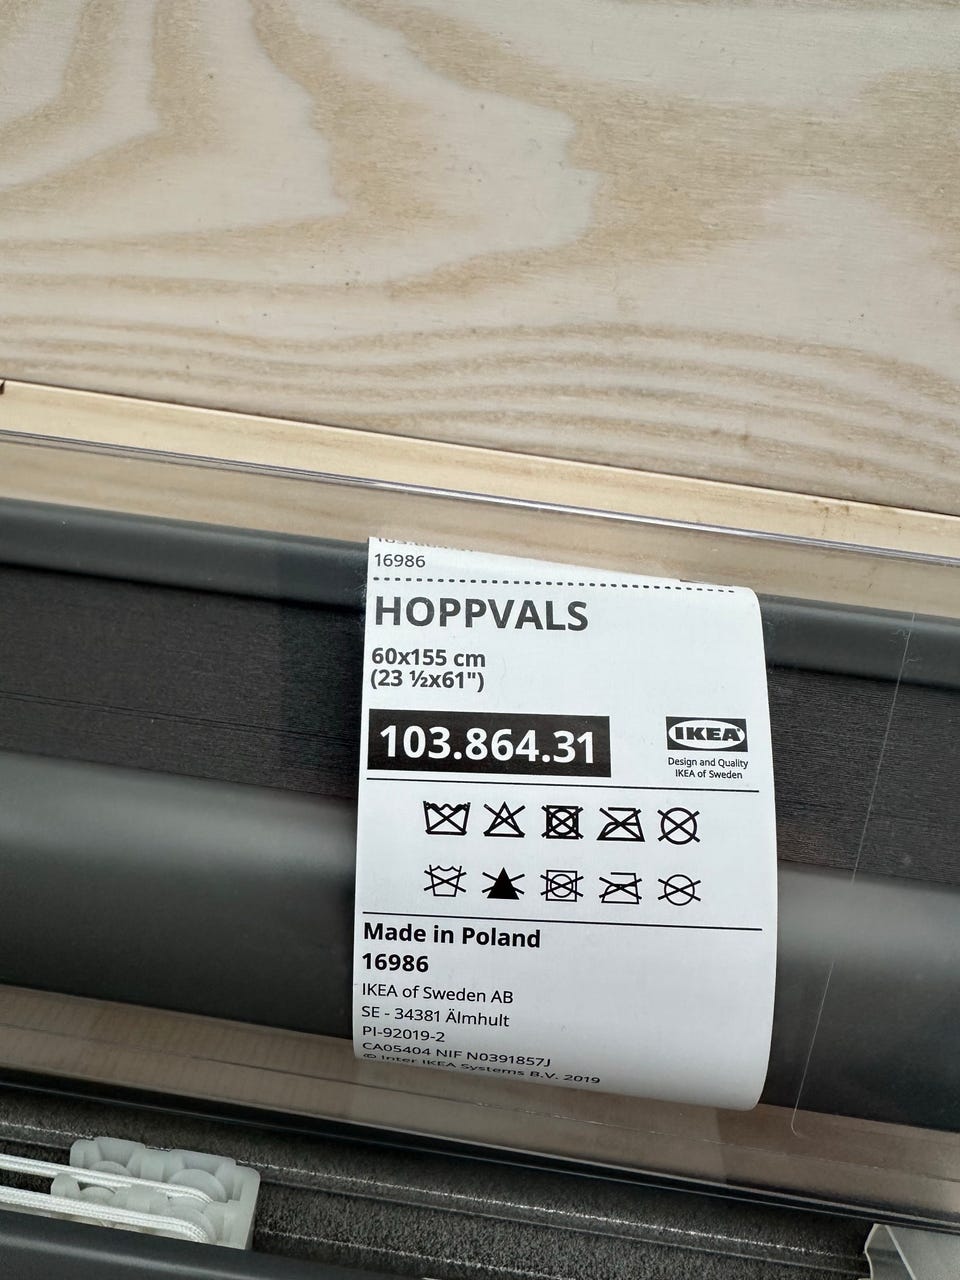 16986
HOPPVALS
60x155 cm
(23 ½x61")
103.864.31
IKEA
Design and Quality
IKEA of Sweden
Made in Poland
16986
IKEA of Sweden AB
SE - 34381 Älmhult
PI-92019-2
CA05404 NIF N0391857J
© Inter IKEA Systems B.V. 2019